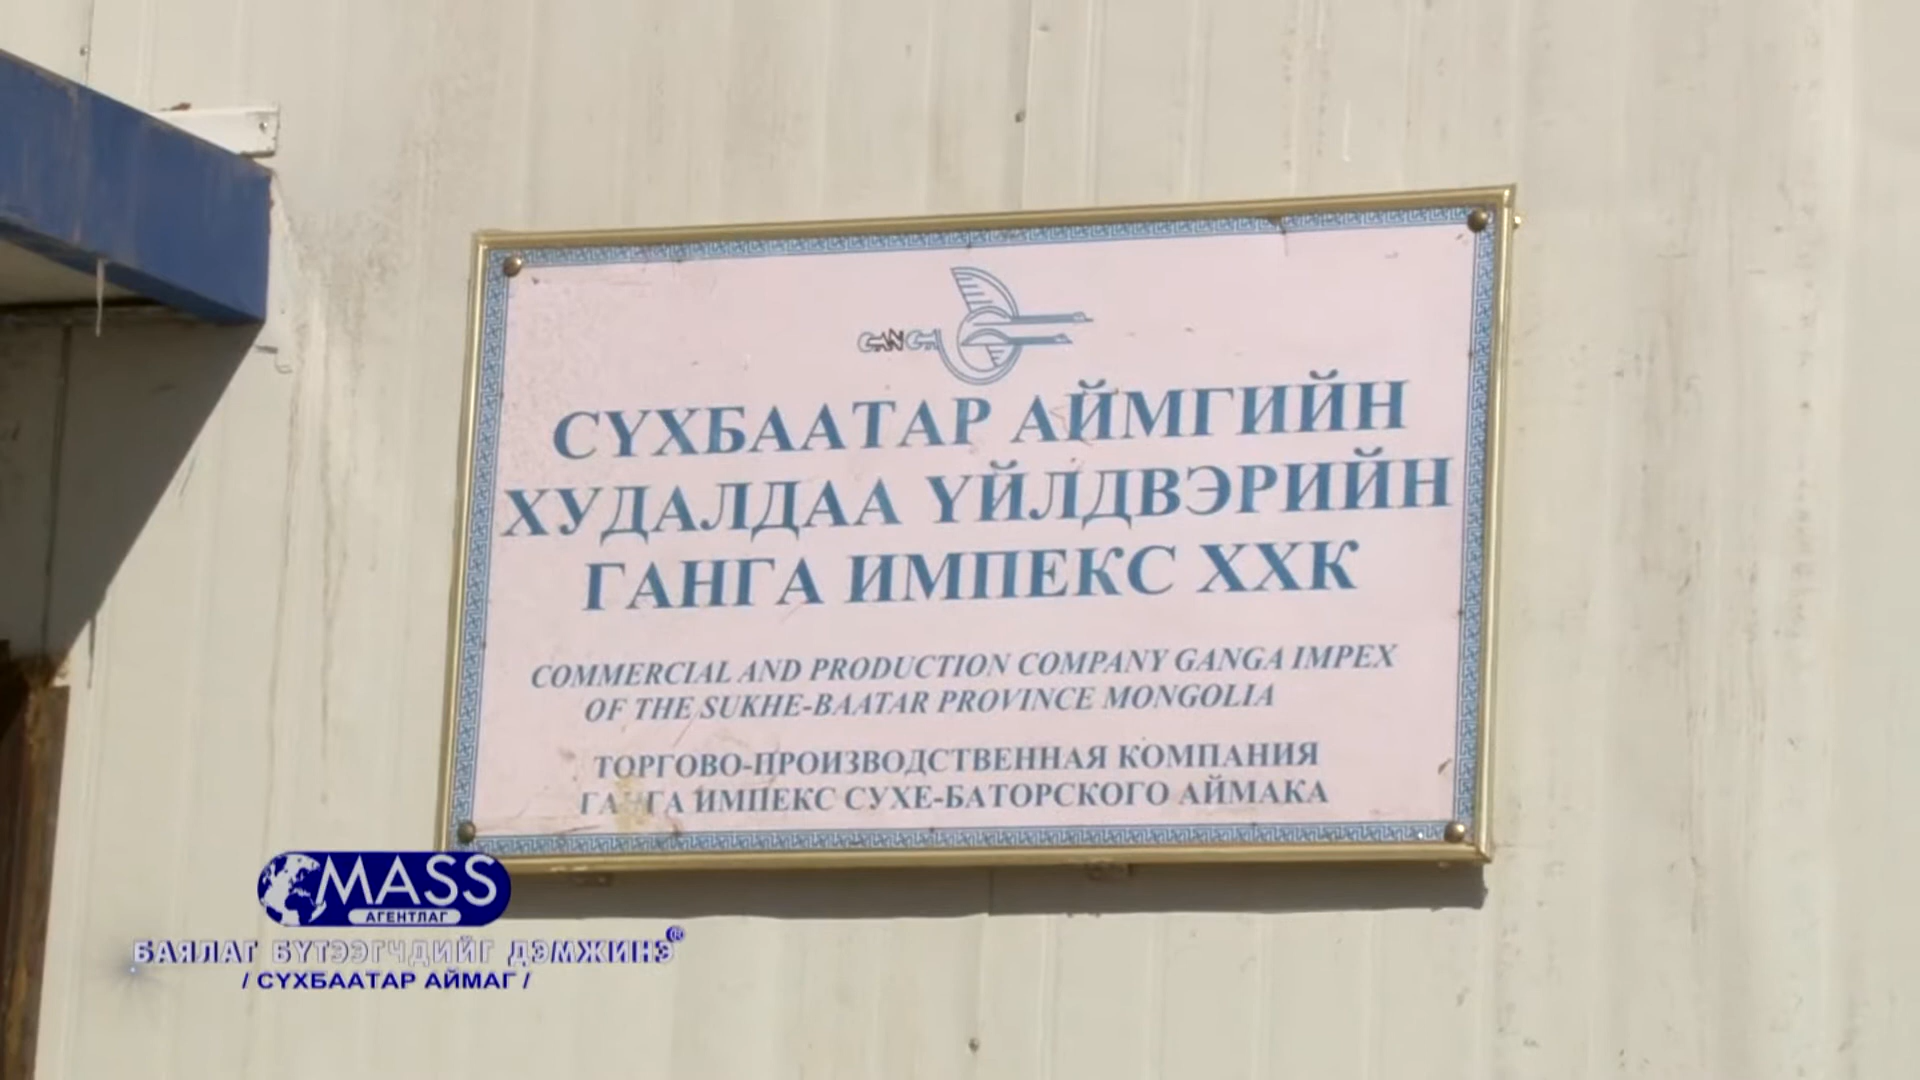 GANGA
СҮХБААТАР АЙМГИЙН
ХУДАЛДАА ҮЙЛДВЭРИЙН
ГАНГА ИМПЕКС ХХК
COMMERCIAL AND PRODUCTION COMPANY GANGA IMPEX
OF THE SUKHE-BAATAR PROVINCE MONGOLIA
ТОРГОВО-ПРОИЗВОДСТВЕННАЯ КОМПАНИЯ
ГАНГА ИМПЕКС СУХЕ-БАТОРСКОГО АЙМАКА
MASS
АГЕНТЛАГ
БАЯЛАГ БҮТЭЭГЧДИЙГ ДЭМЖИНЭ®
/ СҮХБААТАР АЙМАГ /